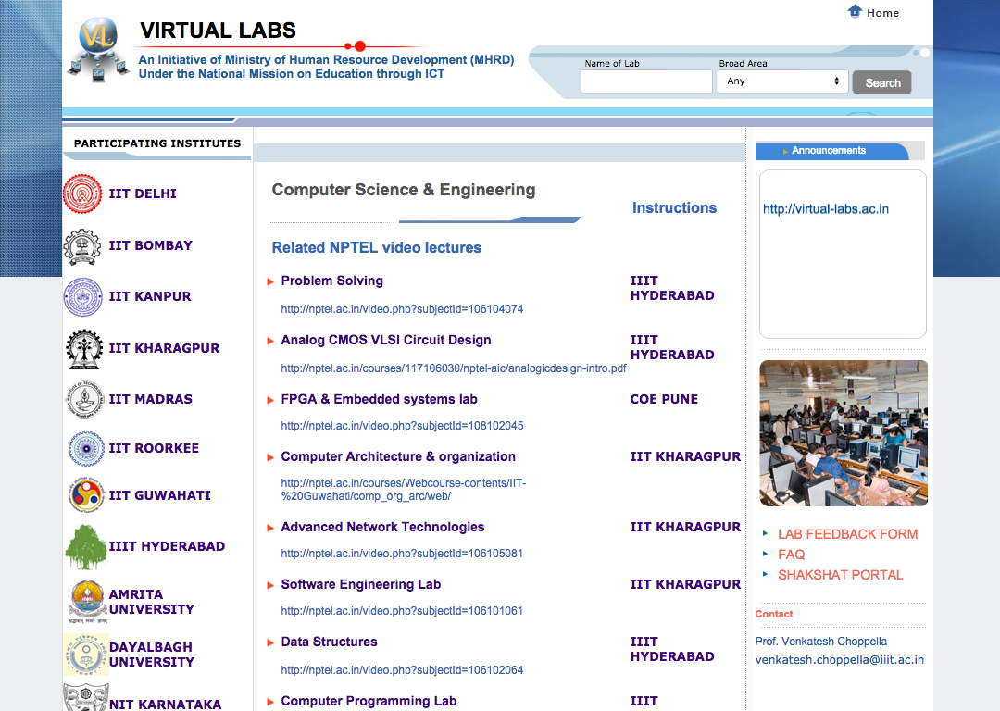 VL
VIRTUAL LABS
An Initiative of Ministry of Human Resource Development (MHRD)
Under the National Mission on Education through ICT
Home
Name of Lab
Broad Area
Any
Search
PARTICIPATING INSTITUTES
IIT DELHI
IIT BOMBAY
IIT KANPUR
IIT KHARAGPUR
IIT MADRAS
IIT ROORKEE
IIT GUWAHATI
IIIT HYDERABAD
AMRITA
UNIVERSITY
DAYALBAGH
UNIVERSITY
NIT KARNATAKA
Computer Science & Engineering
Instructions
Related NPTEL video lectures
Problem Solving
IIIT
HYDERABAD
http://nptel.ac.in/video.php?subjectId=106104074
Analog CMOS VLSI Circuit Design
IIIT
HYDERABAD
http://nptel.ac.in/courses/117106030/nptel-aic/analogicdesign-intro.pdf
FPGA & Embedded systems lab
COE PUNE
http://nptel.ac.in/video.php?subjectId=108102045
Computer Architecture & organization
IIT KHARAGPUR
http://nptel.ac.in/courses/Webcourse-contents/IIT-
%20Guwahati/comp_org_arc/web/
Advanced Network Technologies
IIT KHARAGPUR
http://nptel.ac.in/video.php?subjectId=106105081
Software Engineering Lab
IIT KHARAGPUR
http://nptel.ac.in/video.php?subjectId=106101061
Data Structures
IIIT
HYDERABAD
http://nptel.ac.in/video.php?subjectId=106102064
Computer Programming Lab
IIIT
Announcements
http://virtual-labs.ac.in
LAB FEEDBACK FORM
FAQ
SHAKSHAT PORTAL
Contact
Prof. Venkatesh Choppella
venkatesh.choppella@iiit.ac.in